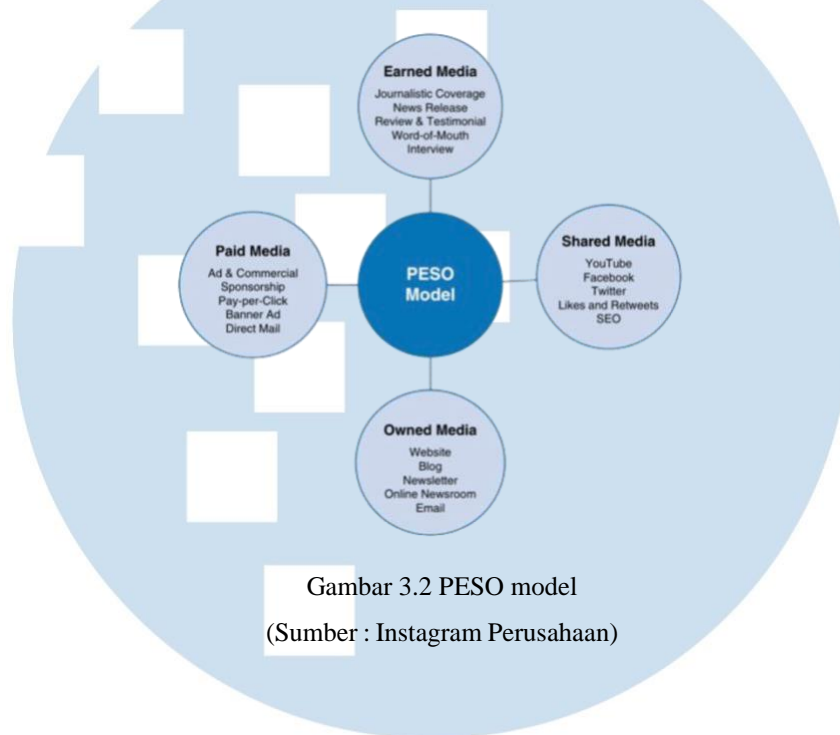 Earned Media
Journalistic Coverage
News Release
Review & Testimonial
Word-of-Mouth
Interview
Paid Media
Ad & Commercial
Sponsorship
Pay-per-Click
Banner Ad
Direct Mail
PESO
Model
Shared Media
YouTube
Facebook
Twitter
Likes and Retweets
SEO
Owned Media
Website
Blog
Newsletter
Online Newsroom
Email
Gambar 3.2 PESO model
(Sumber : Instagram Perusahaan)